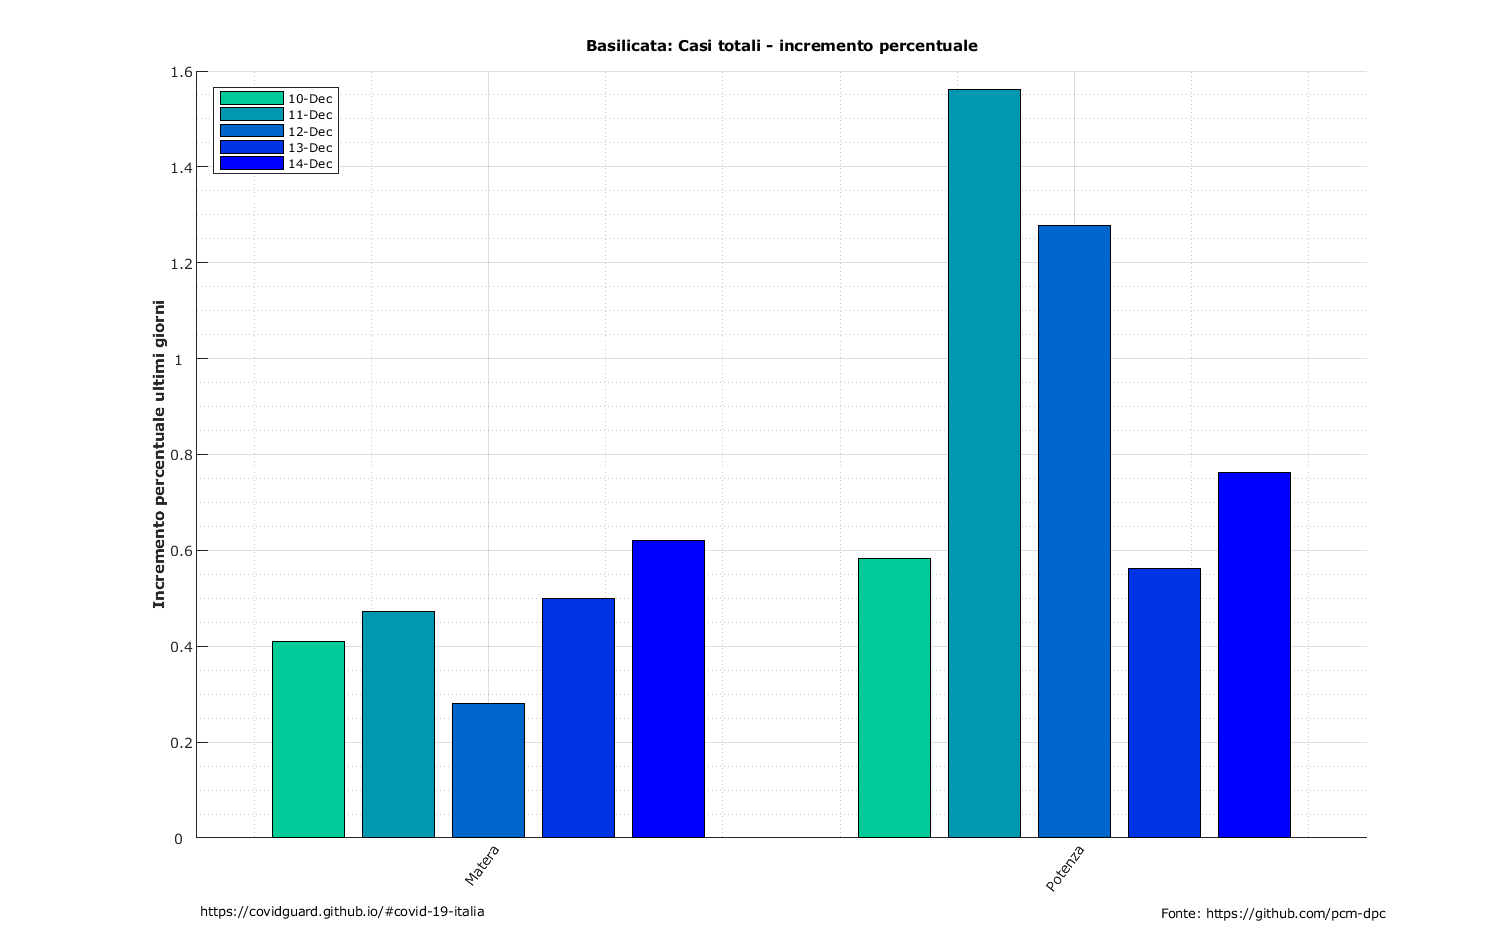 Basilicata: Casi totali - incremento percentuale
10-Dec
11-Dec
12-Dec
13-Dec
14-Dec
Incremento percentuale ultimi giorni
1.6
1.4
1.2
1
0.8
0.6
0.4
0.2
0
Matera
Potenza
https://covidguard.github.io/#covid-19-italia
Fonte: https://github.com/pcm-dpc